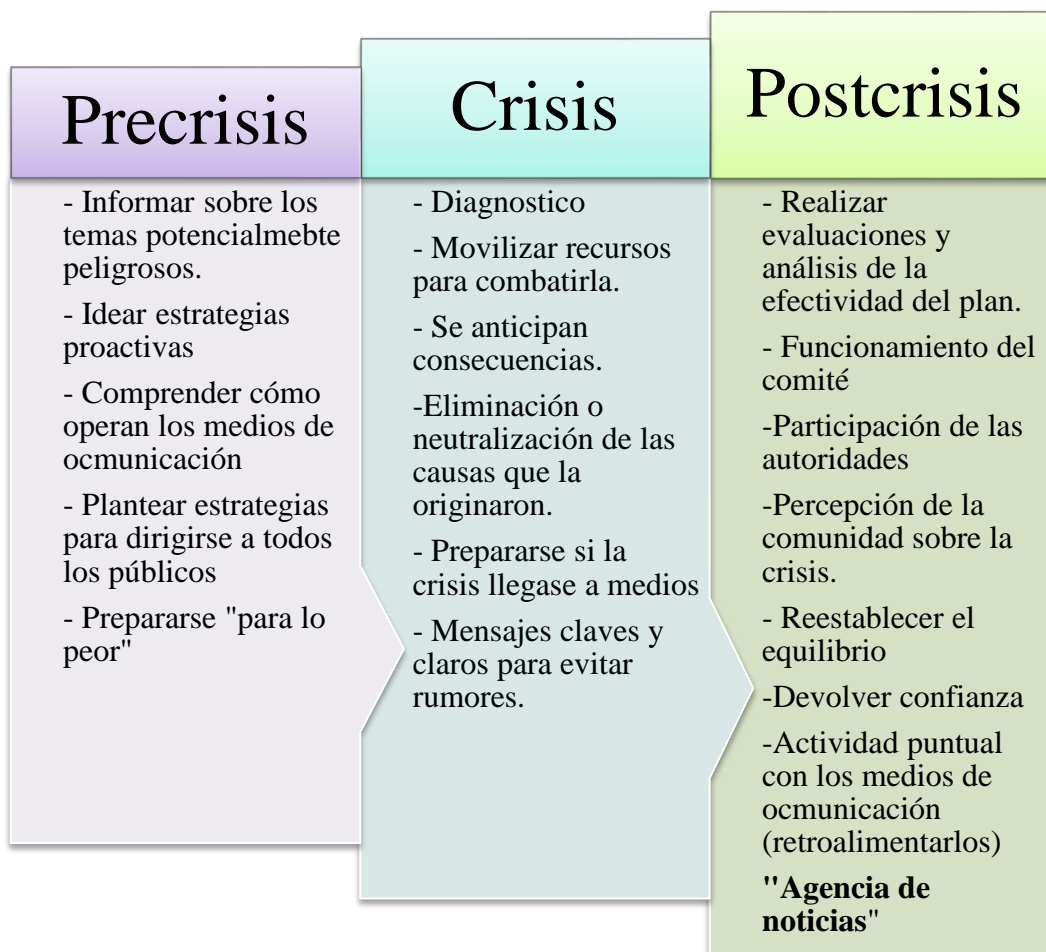 Precrisis
- Informar sobre los
temas potencialmebte
peligrosos.
- Idear estrategias
proactivas
- Comprender cómo
operan los medios de
ocmunicación
- Plantear estrategias
para dirigirse a todos
los públicos
- Prepararse "para lo
peor"
Crisis
- Diagnostico
- Movilizar recursos
para combatirla.
- Se anticipan
consecuencias.
-Eliminación o
neutralización de las
causas que la
originaron.
- Prepararse si la
crisis llegase a medios
- Mensajes claves y
claros para evitar
rumores.
Postcrisis
- Realizar
evaluaciones y
análisis de la
efectividad del plan.
- Funcionamiento del
comité
-Participación de las
autoridades
-Percepción de la
comunidad sobre la
crisis.
- Reestablecer el
equilibrio
-Devolver confianza
-Actividad puntual
con los medios de
ocmunicación
(retroalimentarlos)
"Agencia de
noticias"